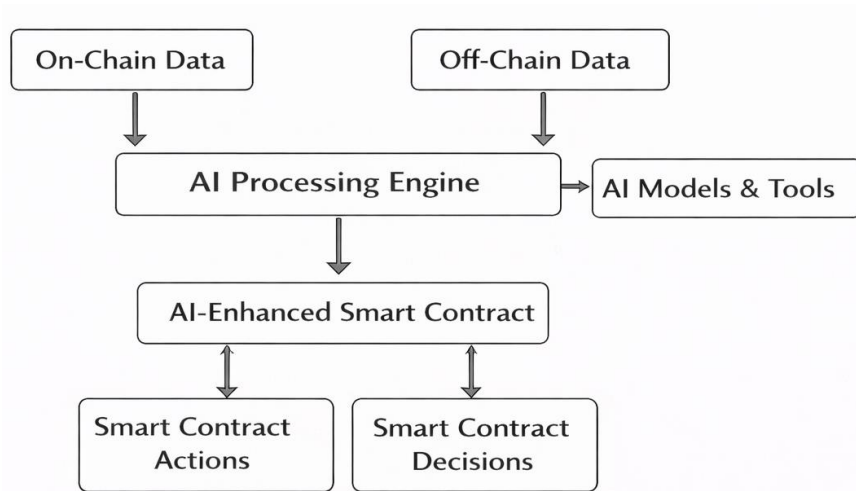 On-Chain Data
Off-Chain Data
AI Processing Engine
AI Models & Tools
AI-Enhanced Smart Contract
Smart Contract
Actions
Smart Contract
Decisions